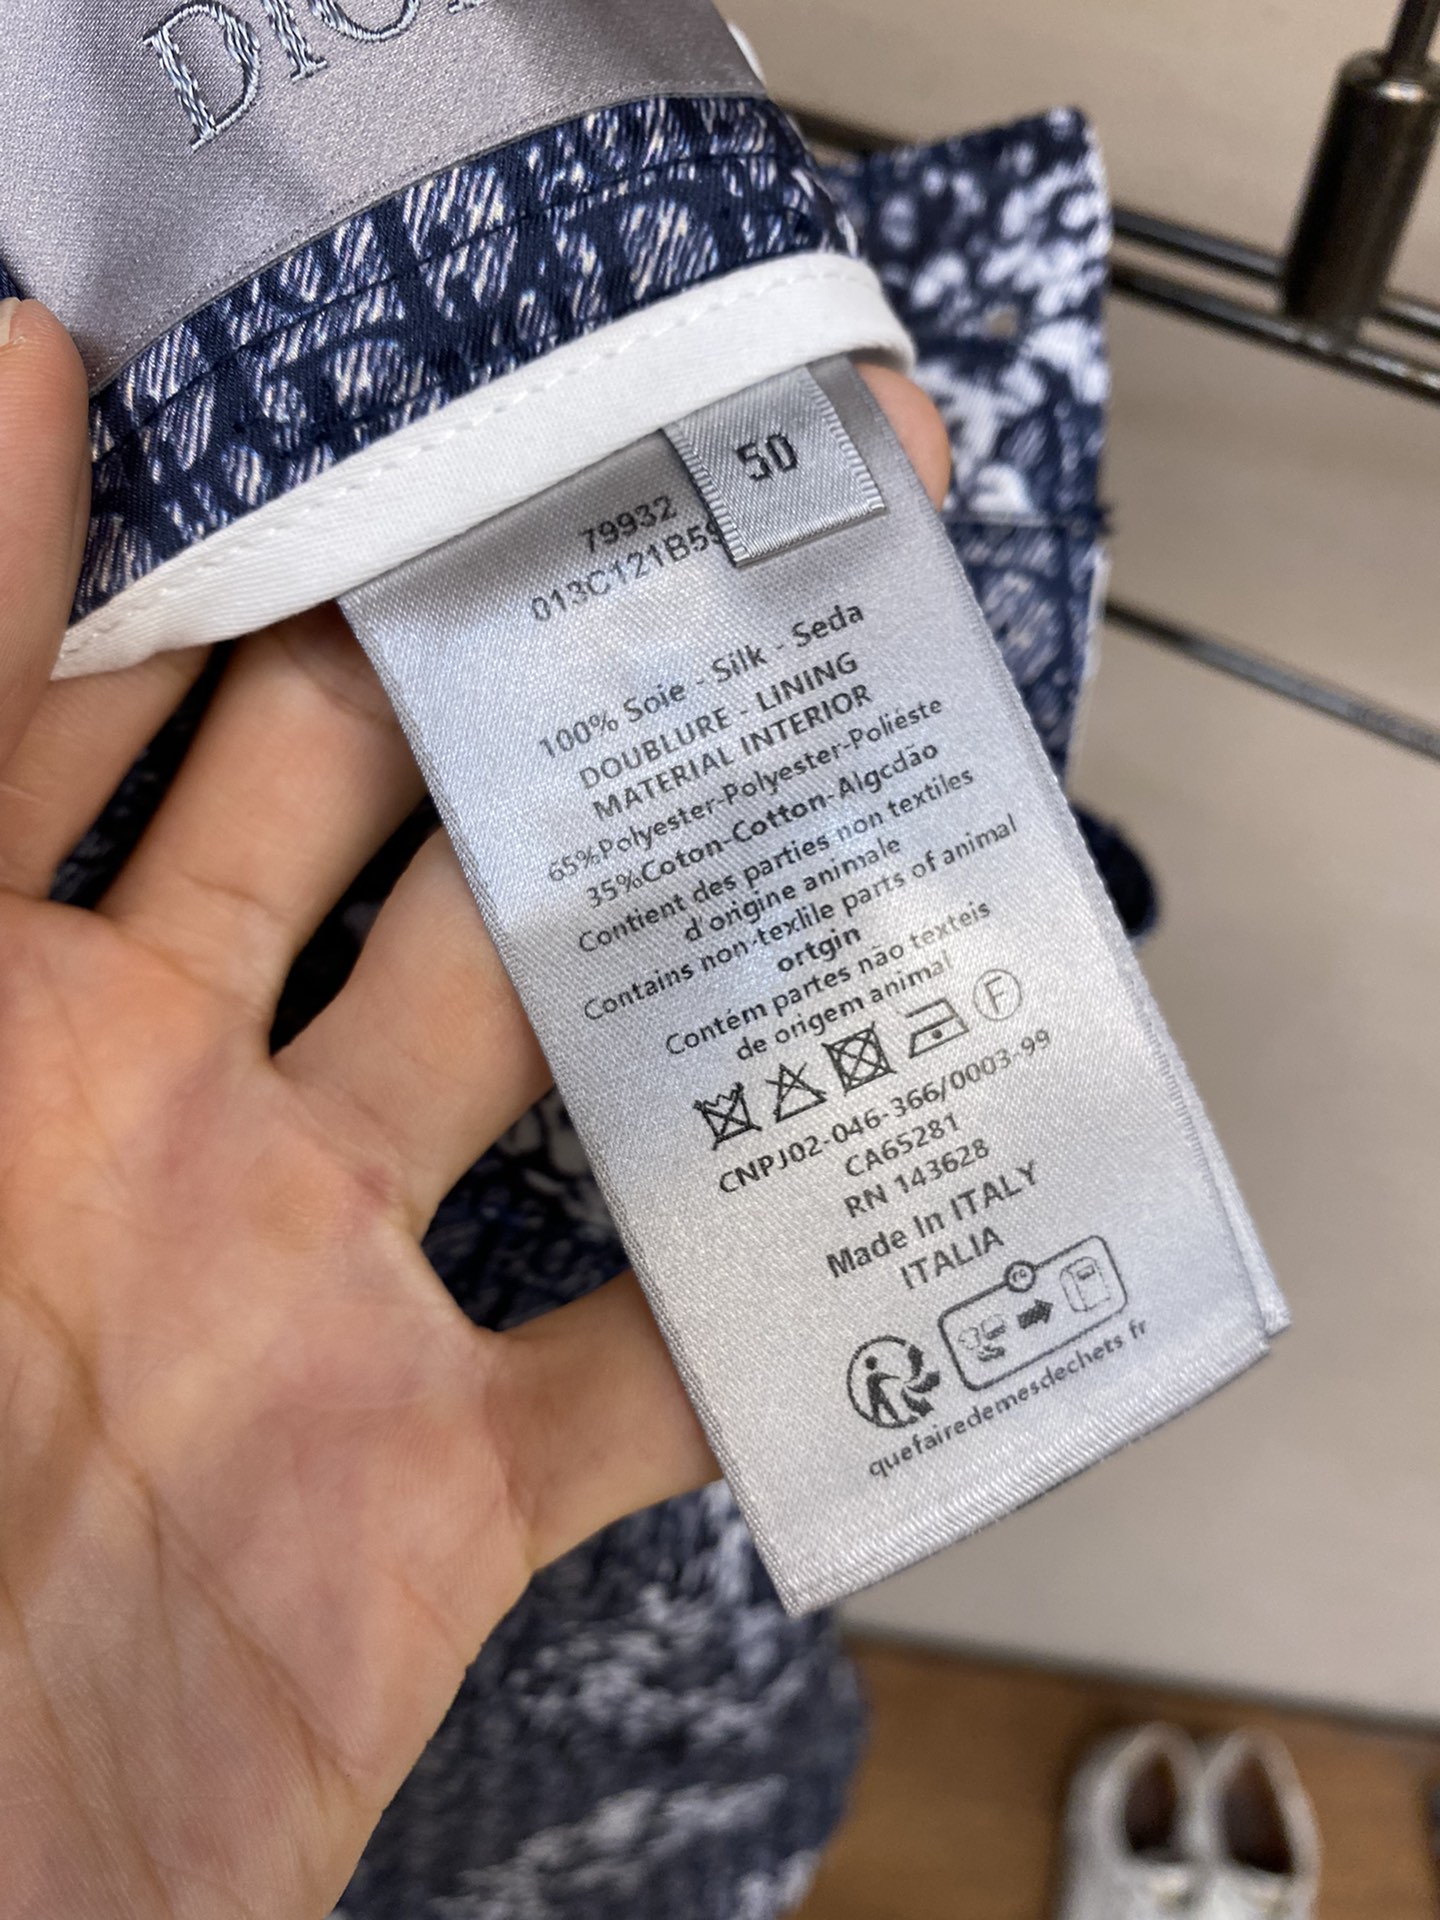 DIO
50
79932
013C121B59
100% Soie - Silk - Seda
DOUBLURE - LINING
MATERIAL INTERIOR
65%Polyester-Polyester-Poliéste
35%Coton-Cotton-Algcdão
Contient des parties non textiles
d'origine animale
Contains non-texlile parts of animal
ortgin
Contém partes não texteis
de origem animal
F
CNPJ02-046-366/0003-99
CA65281
RN 143628
Made In ITALY
ITALIA
quefairedemesdechets fr